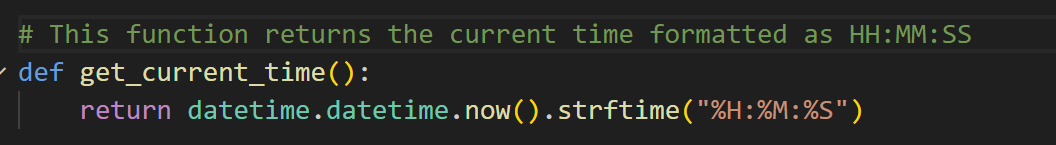 # This function returns the current time formatted as HH:MM:SS
def get_current_time():
    return datetime.datetime.now().strftime("%H:%M:%S")